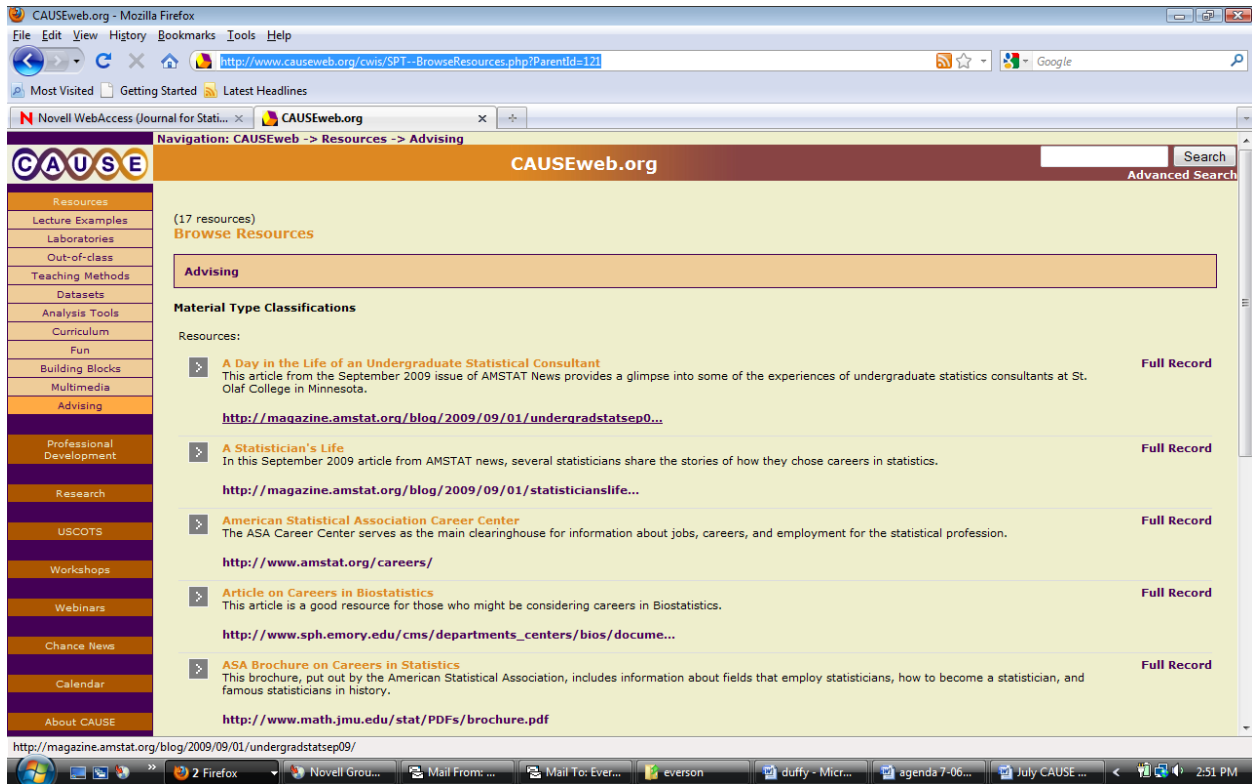 CAUSEweb.org - Mozilla Firefox
File Edit View History Bookmarks Tools Help
http://www.causeweb.org/cwis/SPT--BrowseResources.php?ParentId=121
Google
Most Visited Getting Started Latest Headlines
Novell WebAccess (Journal for Stati...
CAUSEweb.org
Navigation: CAUSEweb -> Resources -> Advising
CAUSE
CAUSEweb.org
Search
Advanced Search
Resources
Lecture Examples
Laboratories
Out-of-class
Teaching Methods
Datasets
Analysis Tools
Curriculum
Fun
Building Blocks
Multimedia
Advising
Professional
Development
Research
USCOTS
Workshops
Webinars
Chance News
Calendar
About CAUSE
(17 resources)
Browse Resources
Advising
Material Type Classifications
Resources:
A Day in the Life of an Undergraduate Statistical Consultant
Full Record
This article from the September 2009 issue of AMSTAT News provides a glimpse into some of the experiences of undergraduate statistics consultants at St.
Olaf College in Minnesota.
http://magazine.amstat.org/blog/2009/09/01/undergradstatsep0...
A Statistician's Life
Full Record
In this September 2009 article from AMSTAT news, several statisticians share the stories of how they chose careers in statistics.
http://magazine.amstat.org/blog/2009/09/01/statisticianslife...
American Statistical Association Career Center
Full Record
The ASA Career Center serves as the main clearinghouse for information about jobs, careers, and employment for the statistical profession.
http://www.amstat.org/careers/
Article on Careers in Biostatistics
Full Record
This article is a good resource for those who might be considering careers in Biostatistics.
http://www.sph.emory.edu/cms/departments_centers/bios/docume...
ASA Brochure on Careers in Statistics
Full Record
This brochure, put out by the American Statistical Association, includes information about fields that employ statisticians, how to become a statistician, and
famous statisticians in history.
http://www.math.jmu.edu/stat/PDFs/brochure.pdf
http://magazine.amstat.org/blog/2009/09/01/undergradstatsep09/
2 Firefox
Novell Grou...
Mail From: ...
Mail To: Ever...
everson
duffy - Micr...
agenda 7-06...
July CAUSE ...
2:51 PM